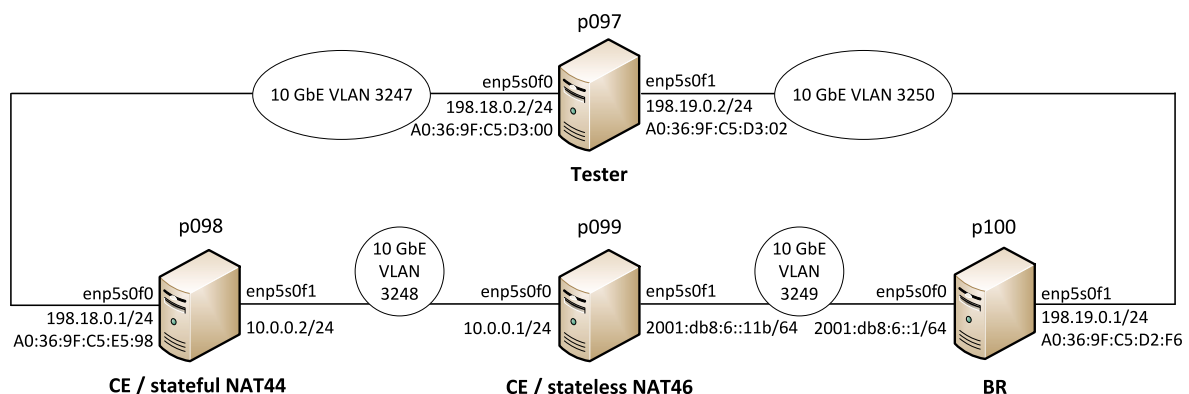 p097
enp5s0f0
enp5s0f1
10 GbE VLAN 3247
10 GbE VLAN 3250
198.18.0.2/24
198.19.0.2/24
A0:36:9F:C5:D3:00
A0:36:9F:C5:D3:02
Tester
p098
p099
p100
10 GbE
VLAN
3248
10 GbE
VLAN
3249
enp5s0f0
enp5s0f1
enp5s0f0
enp5s0f1
enp5s0f0
enp5s0f1
198.18.0.1/24
10.0.0.2/24
10.0.0.1/24
2001:db8:6::11b/64
2001:db8:6::1/64
198.19.0.1/24
A0:36:9F:C5:E5:98
A0:36:9F:C5:D2:F6
CE / stateful NAT44
CE / stateless NAT46
BR